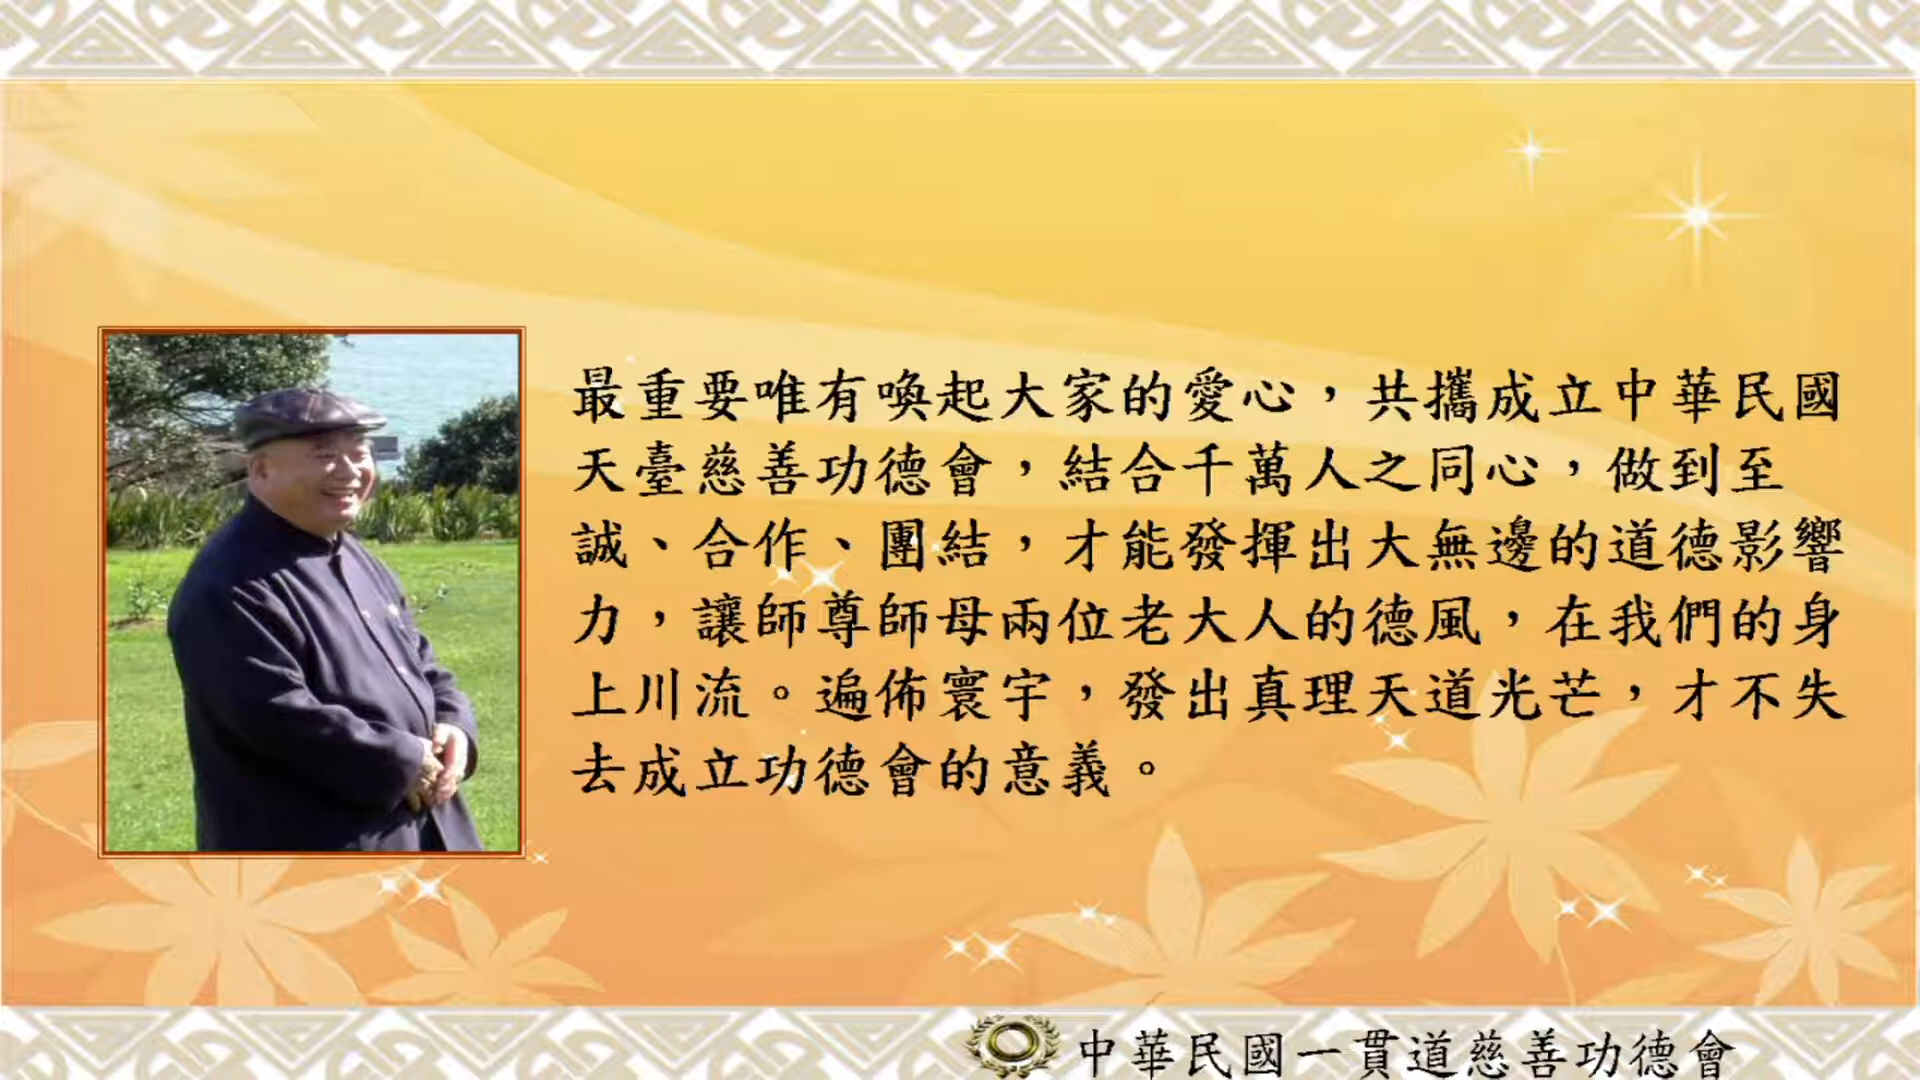 最重要唯有喚起大家的愛心，共攜成立中華民國
天臺慈善功德會，結合千萬人之同心，做到至
誠、合作、團結，才能發揮出大無邊的道德影響
力，讓師尊師母兩位老大人的德風，在我們的身
上川流。遍佈寰宇，發出真理天道光芒，才不失
去成立功德會的意義。
中華民國一貫道慈善功德會